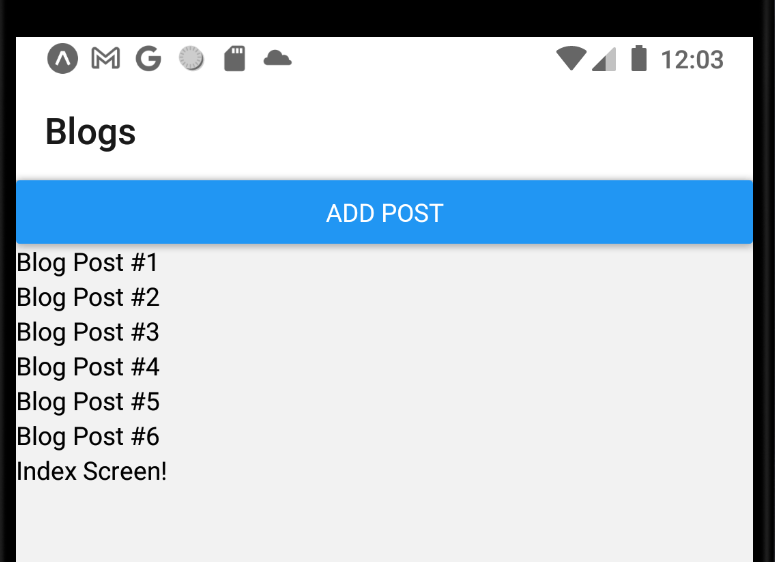 12:03
Blogs
ADD POST
Blog Post #1
Blog Post #2
Blog Post #3
Blog Post #4
Blog Post #5
Blog Post #6
Index Screen!